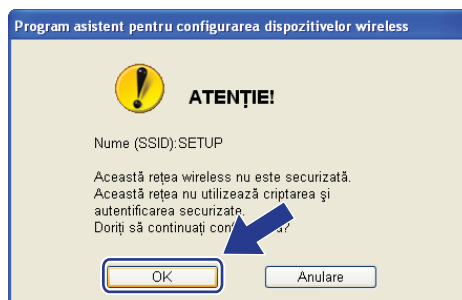 Program asistent pentru configurarea dispozitivelor wireless
ATENȚIE!
Nume (SSID):SETUP
Această rețea wireless nu este securizată.
Această rețea nu utilizează criptarea și
autentificarea securizate.
Doriți să continuați
OK
Anulare